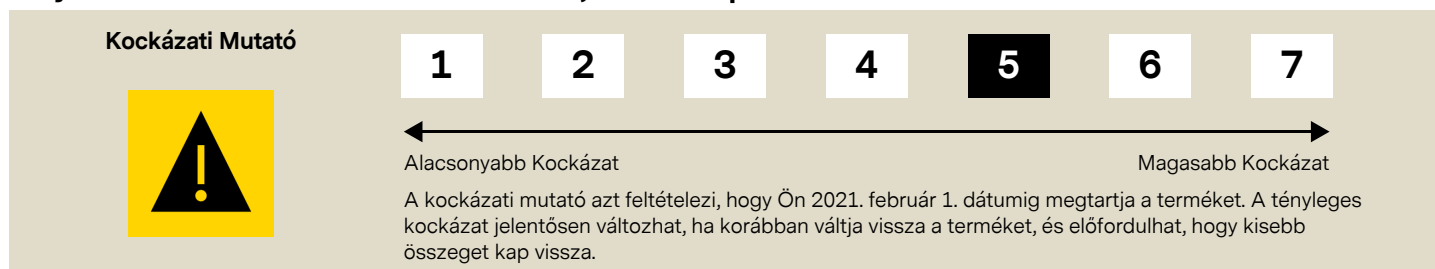 Kockázati Mutató
1 2 3 4 5 6 7
Alacsonyabb Kockázat Magasabb Kockázat
A kockázati mutató azt feltételezi, hogy Ön 2021. február 1. dátumig megtartja a terméket. A tényleges
kockázat jelentősen változhat, ha korábban váltja vissza a terméket, és előfordulhat, hogy kisebb
összeget kap vissza.